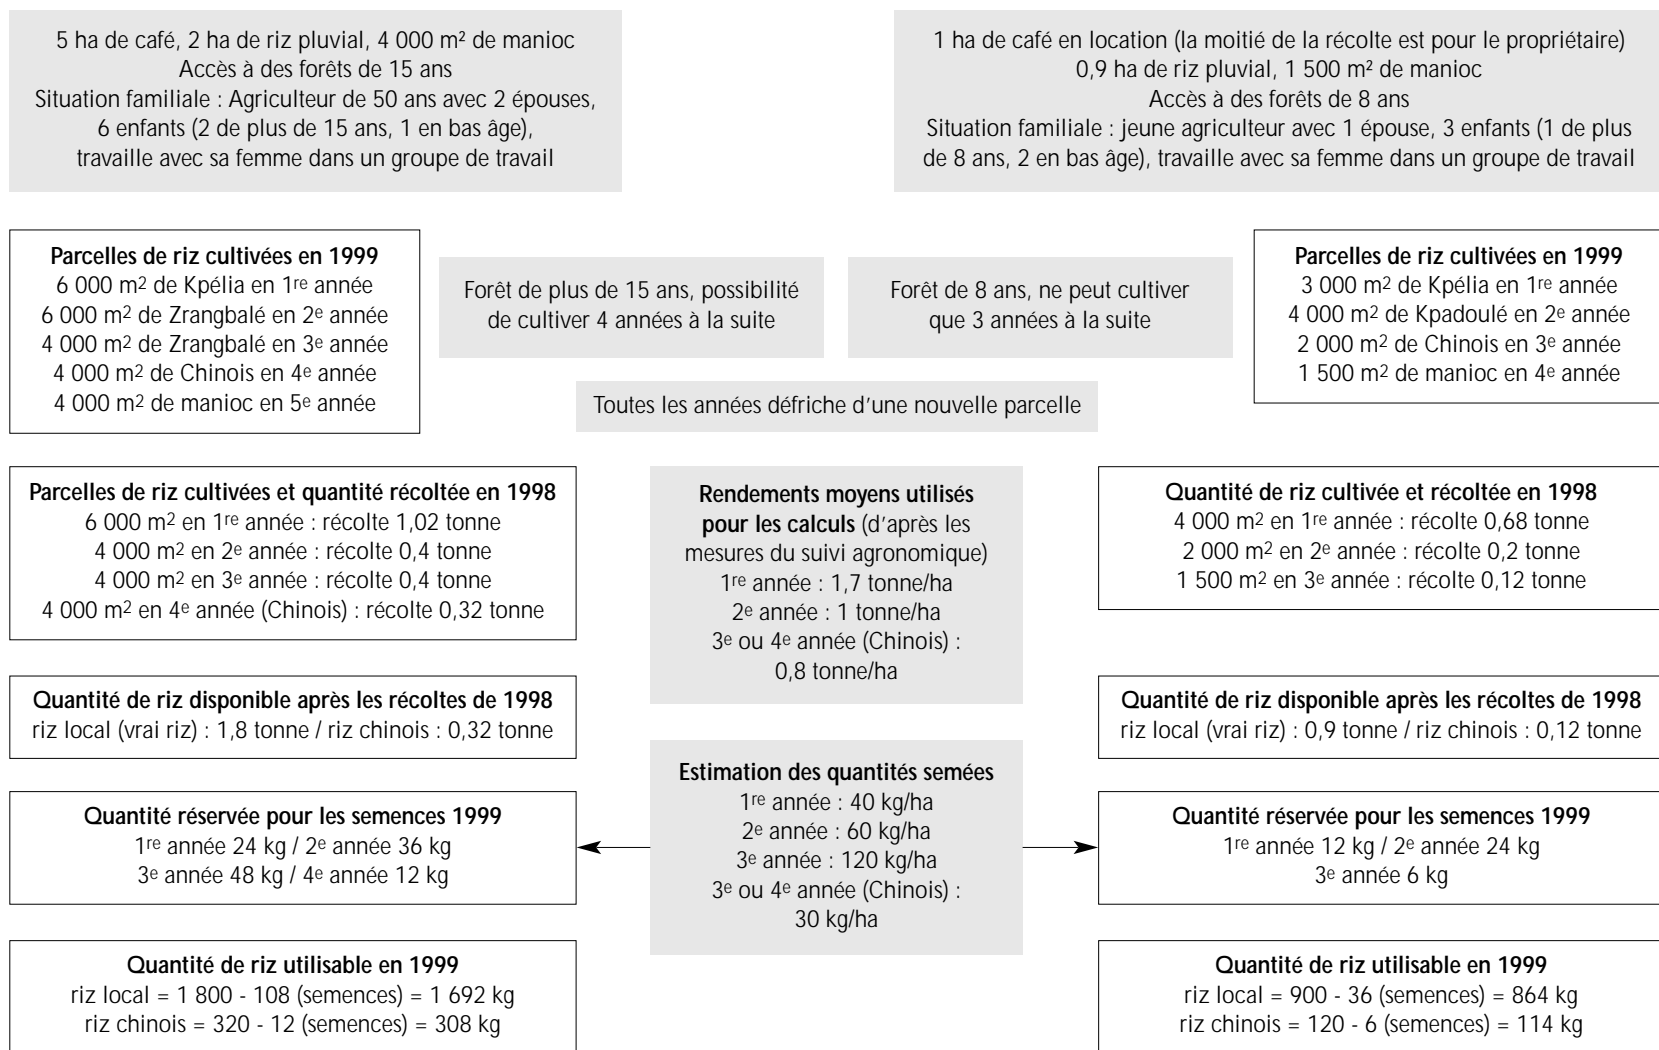 5 ha de café, 2 ha de riz pluvial, 4 000 m² de manioc
Accès à des forêts de 15 ans
Situation familiale : Agriculteur de 50 ans avec 2 épouses,
6 enfants (2 de plus de 15 ans, 1 en bas âge),
travaille avec sa femme dans un groupe de travail
1 ha de café en location (la moitié de la récolte est pour le propriétaire)
0,9 ha de riz pluvial, 1 500 m² de manioc
Accès à des forêts de 8 ans
Situation familiale : jeune agriculteur avec 1 épouse, 3 enfants (1 de plus
de 8 ans, 2 en bas âge), travaille avec sa femme dans un groupe de travail
Parcelles de riz cultivées en 1999
6 000 m2 de Kpélia en 1re année
6 000 m2 de Zrangbalé en 2e année
4 000 m2 de Zrangbalé en 3e année
4 000 m2 de Chinois en 4e année
4 000 m2 de manioc en 5e année
Forêt de plus de 15 ans, possibilité
de cultiver 4 années à la suite
Forêt de 8 ans, ne peut cultiver
que 3 années à la suite
Parcelles de riz cultivées en 1999
3 000 m2 de Kpélia en 1re année
4 000 m2 de Kpadoulé en 2e année
2 000 m2 de Chinois en 3e année
1 500 m2 de manioc en 4e année
Toutes les années défriche d'une nouvelle parcelle
Parcelles de riz cultivées et quantité récoltée en 1998
6 000 m2 en 1re année : récolte 1,02 tonne
4 000 m2 en 2e année : récolte 0,4 tonne
4 000 m2 en 3e année : récolte 0,4 tonne
4 000 m2 en 4e année (Chinois) : récolte 0,32 tonne
Rendements moyens utilisés
pour les calculs (d'après les
mesures du suivi agronomique)
1re année : 1,7 tonne/ha
2e année : 1 tonne/ha
3e ou 4e année (Chinois) :
0,8 tonne/ha
Quantité de riz cultivée et récoltée en 1998
4 000 m2 en 1re année : récolte 0,68 tonne
2 000 m2 en 2e année : récolte 0,2 tonne
1 500 m2 en 3e année : récolte 0,12 tonne
Quantité de riz disponible après les récoltes de 1998
riz local (vrai riz) : 1,8 tonne / riz chinois : 0,32 tonne
Quantité de riz disponible après les récoltes de 1998
riz local (vrai riz) : 0,9 tonne / riz chinois : 0,12 tonne
Quantité réservée pour les semences 1999
1re année 24 kg / 2e année 36 kg
3e année 48 kg / 4e année 12 kg
Estimation des quantités semées
1re année : 40 kg/ha
2e année : 60 kg/ha
3e année : 120 kg/ha
3e ou 4e année (Chinois) :
30 kg/ha
Quantité réservée pour les semences 1999
1re année 12 kg / 2e année 24 kg
3e année 6 kg
Quantité de riz utilisable en 1999
riz local = 1 800 - 108 (semences) = 1 692 kg
riz chinois = 320 - 12 (semences) = 308 kg
Quantité de riz utilisable en 1999
riz local = 900 - 36 (semences) = 864 kg
riz chinois = 120 - 6 (semences) = 114 kg